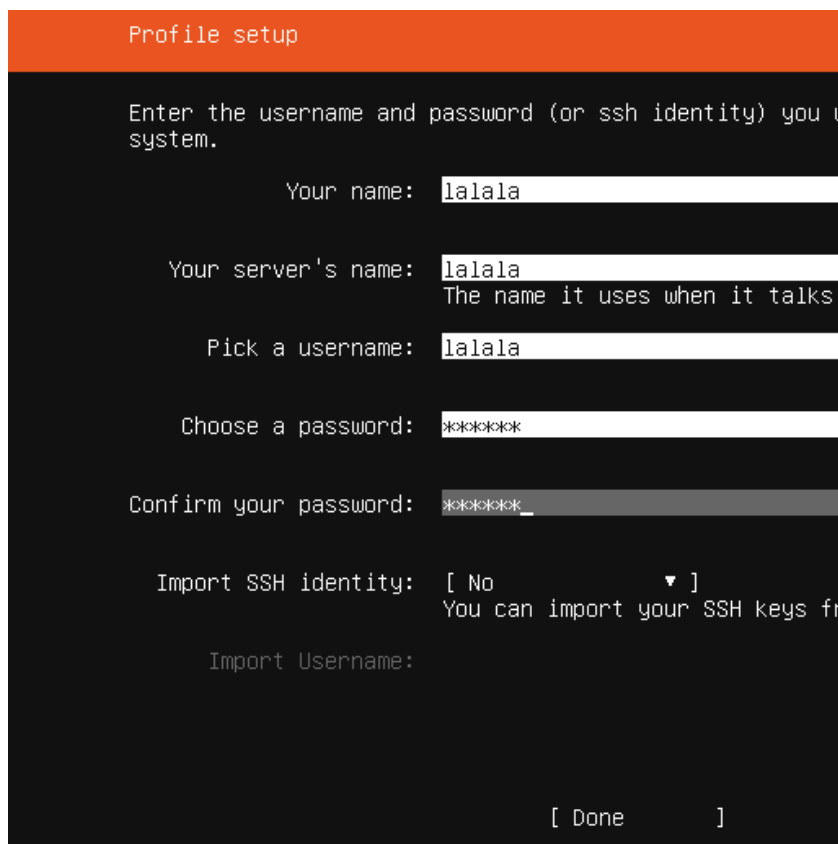 Profile setup
Enter the username and password (or ssh identity) you
system.
Your name: lalala
Your server's name: lalala
The name it uses when it talks
Pick a username: lalala
Choose a password: ******
Confirm your password: ******_
Import SSH identity: [ No ▾ ]
You can import your SSH keys
Import Username:
[ Done ]